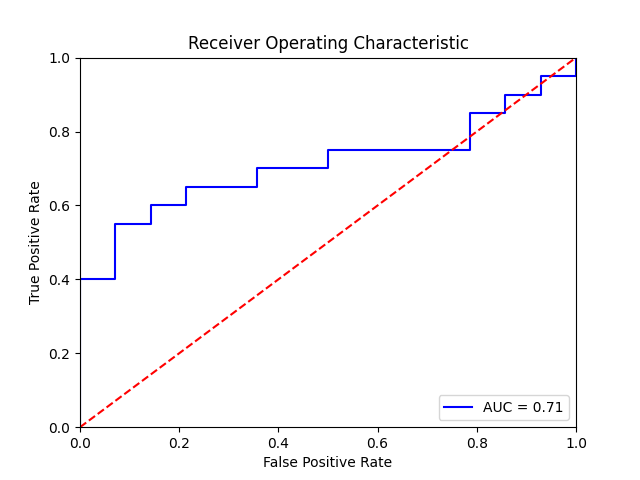 Receiver Operating Characteristic
1.0
0.8
0.6
0.4
0.2
0.0
True Positive Rate
AUC = 0.71
0.0 0.2 0.4 0.6 0.8 1.0
False Positive Rate